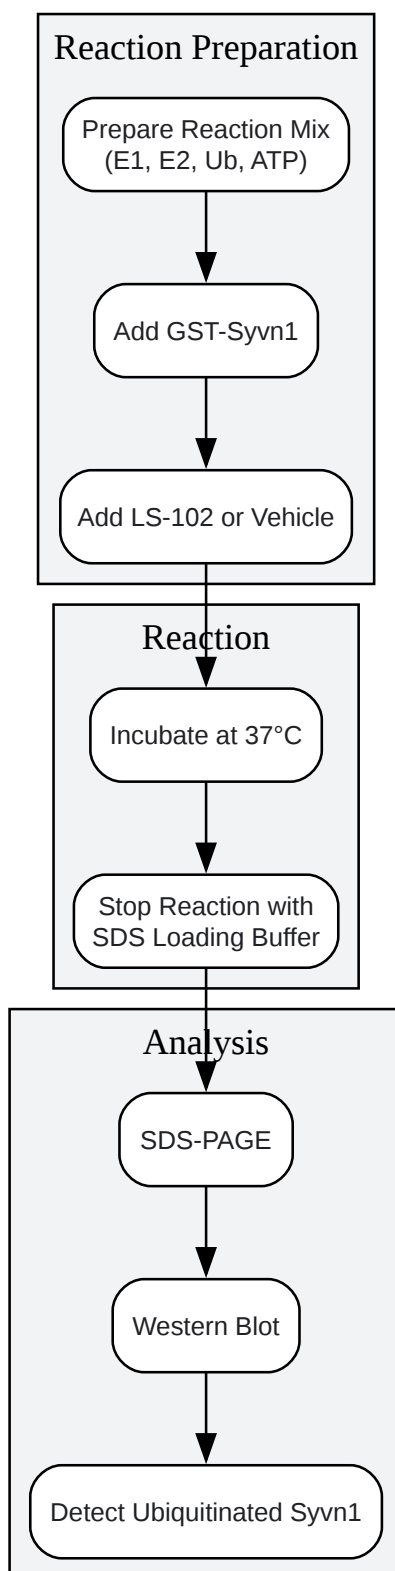 Reaction Preparation
Prepare Reaction Mix
(E1, E2, Ub, ATP)
Add GST-Syvn1
Add LS-102 or Vehicle
Reaction
Incubate at 37°C
Stop Reaction with
SDS Loading Buffer
Analysis
SDS-PAGE
Western Blot
Detect Ubiquitinated Syvn1